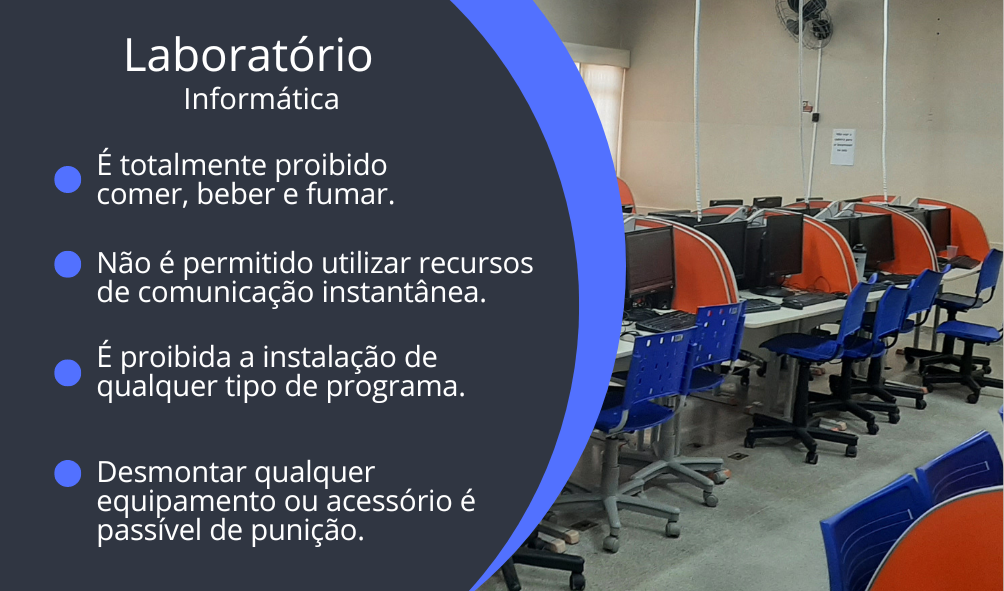 Laboratório
Informática
É totalmente proibido
comer, beber e fumar.
Não é permitido utilizar recursos
de comunicação instantânea.
É proibida a instalação de
qualquer tipo de programa.
Desmontar qualquer
equipamento ou acessório é
passível de punição.